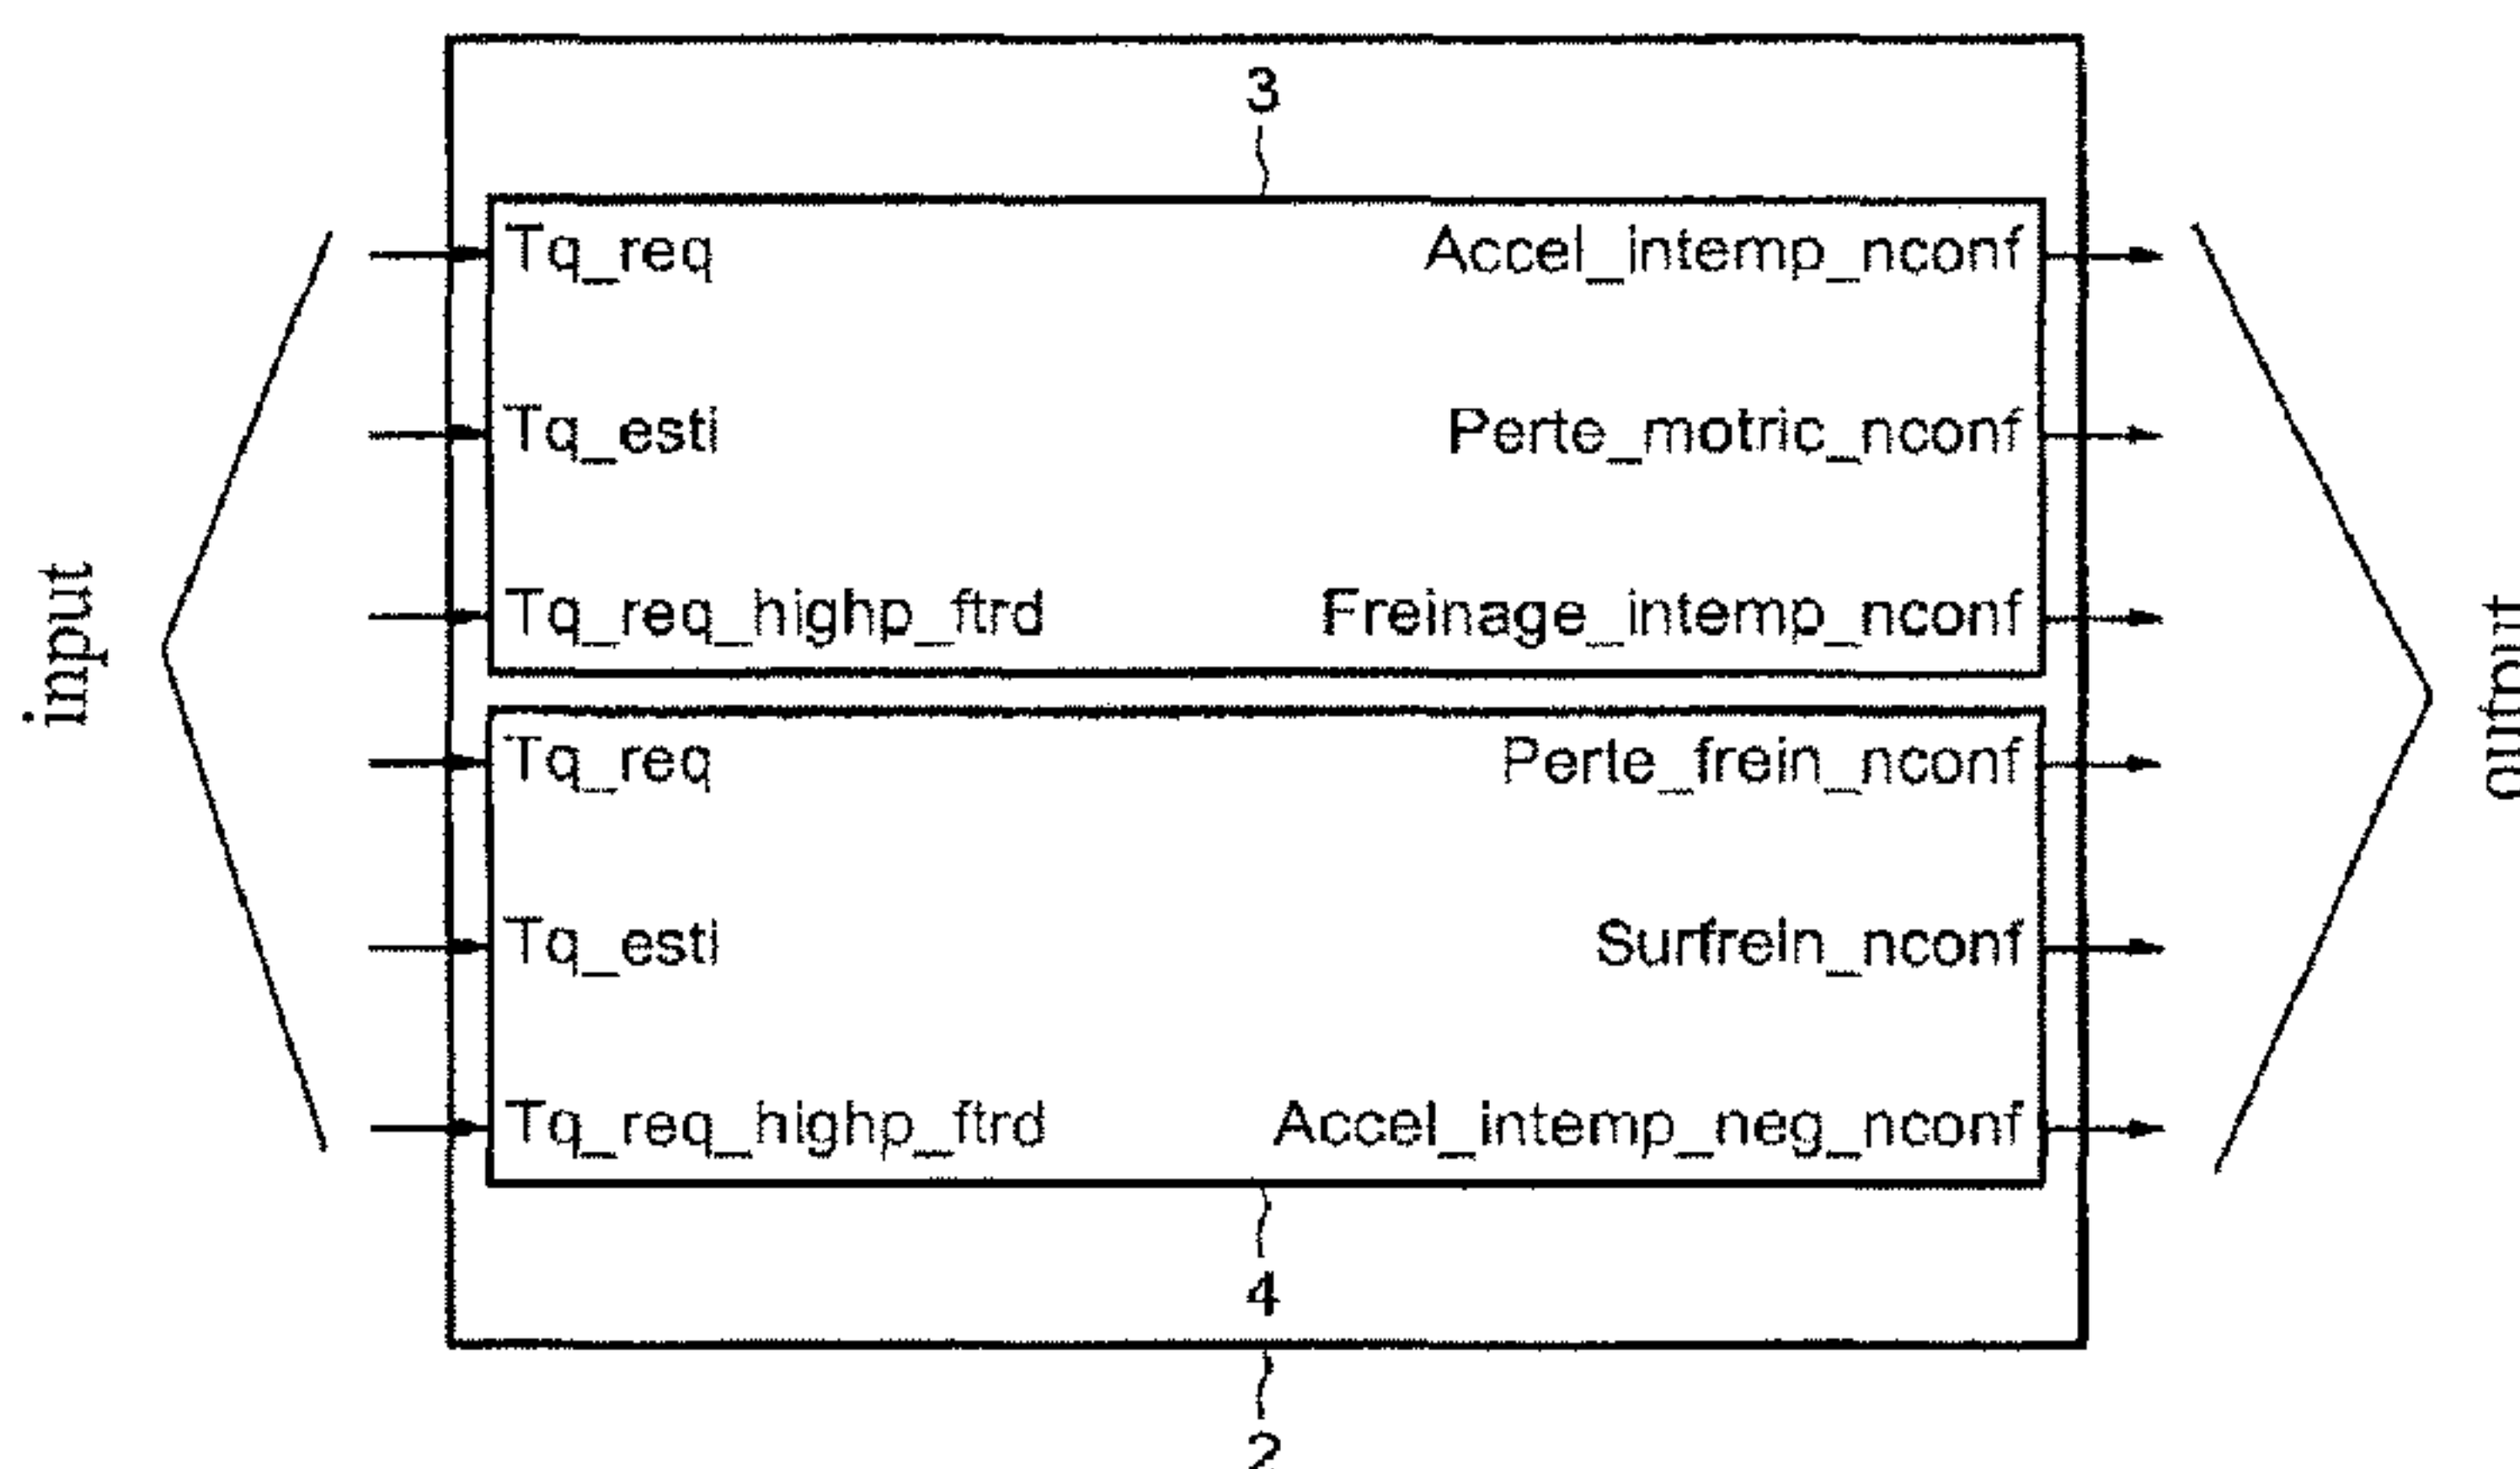 3
Tq_req
Accel_intemp_nconf
Tq_esti
Perte_motric_nconf
Tq_req_highp_ftrd
Freinage_intemp_nconf
input
output
Tq_req
Perte_frein_nconf
Tq_esti
Surfrein_nconf
Tq_req_highp_ftrd
Accel_intemp_neg_nconf
4
2